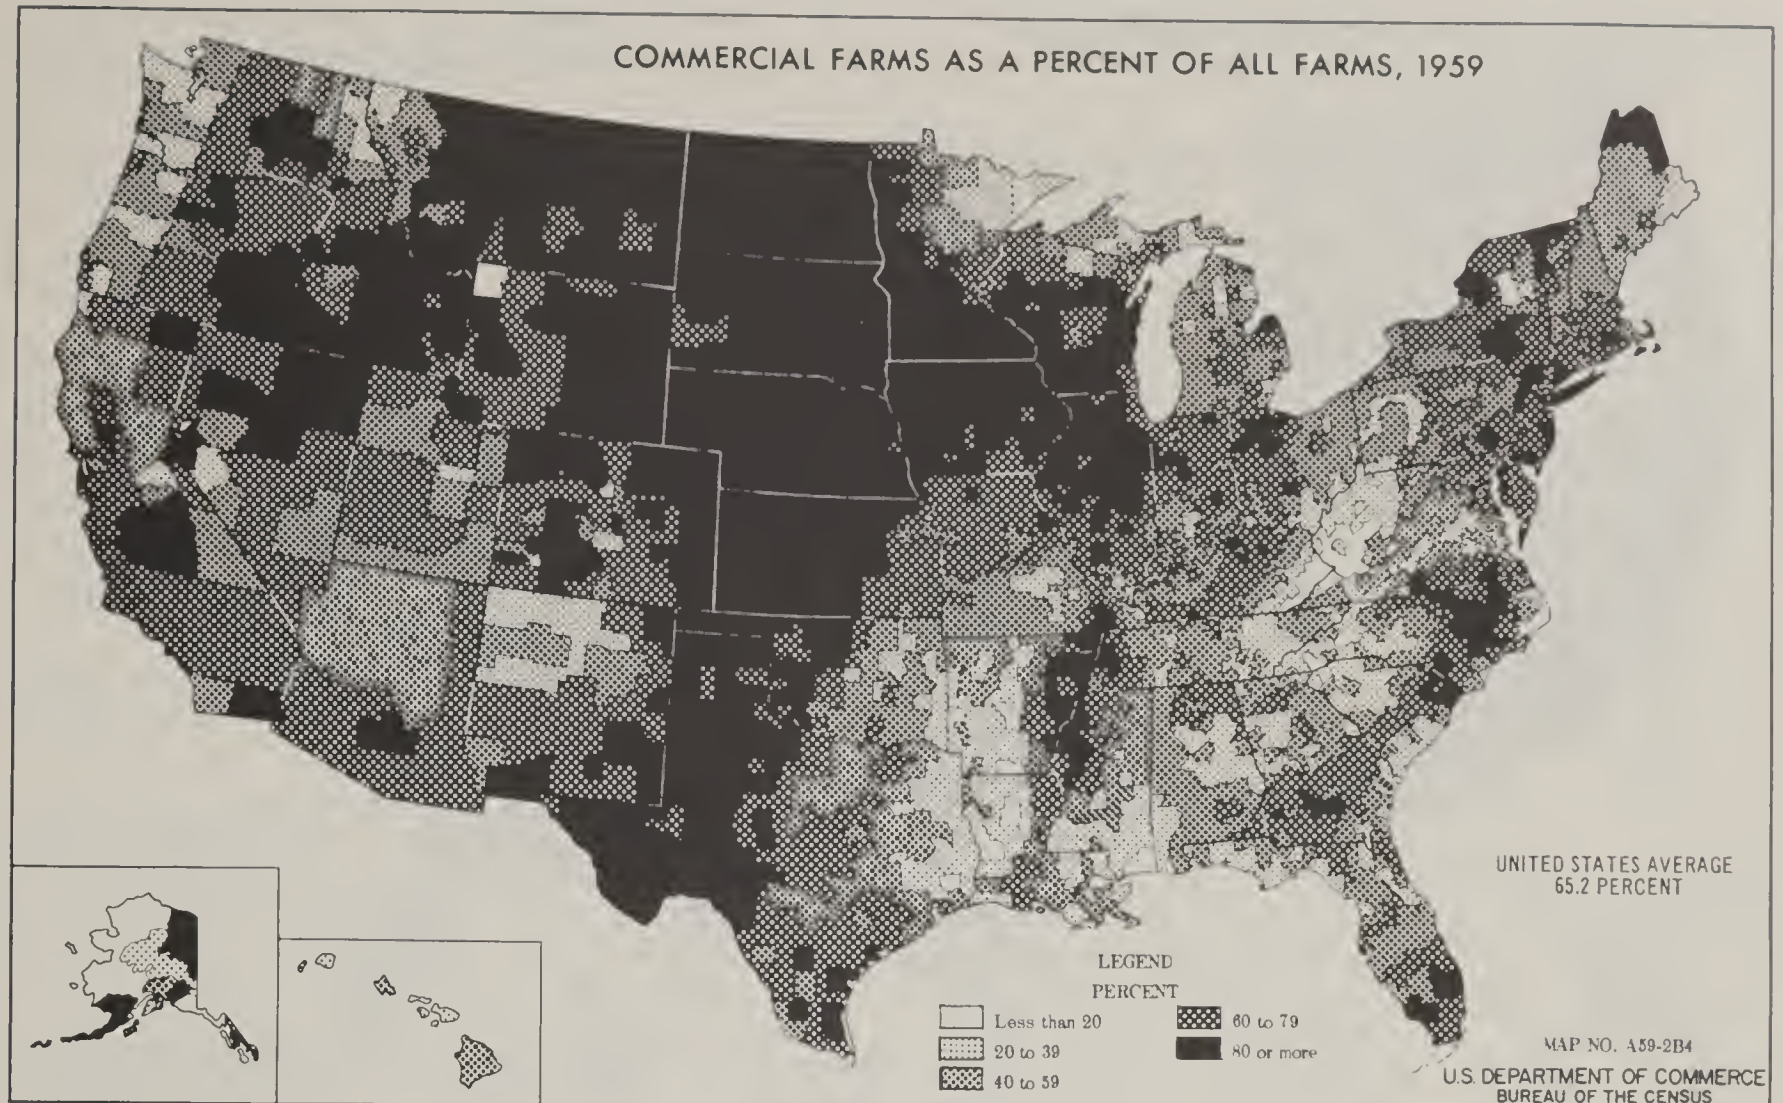 COMMERCIAL FARMS AS A PERCENT OF ALL FARMS, 1959
UNITED STATES AVERAGE
65.2 PERCENT
LEGEND
PERCENT
Less than 20
20 to 39
40 to 59
60 to 79
80 or more
MAP NO. A59-2B4
U.S. DEPARTMENT OF COMMERCE
BUREAU OF THE CENSUS